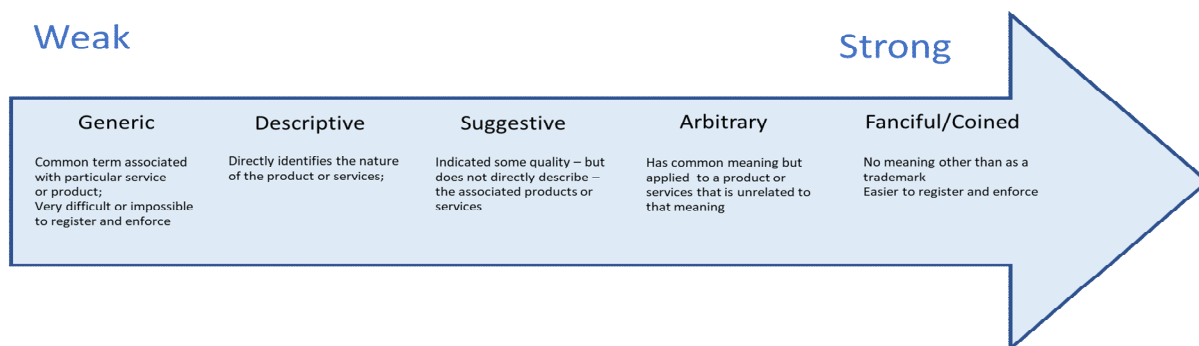 Weak
Strong
Generic
Common term associated
with particular service
or product;
Very difficult or impossible
to register and enforce
Descriptive
Directly identifies the nature
of the product or services;
Suggestive
Indicated some quality – but
does not directly describe –
the associated products or
services
Arbitrary
Has common meaning but
applied to a product or
services that is unrelated to
that meaning
Fanciful/Coined
No meaning other than as a
trademark
Easier to register and enforce